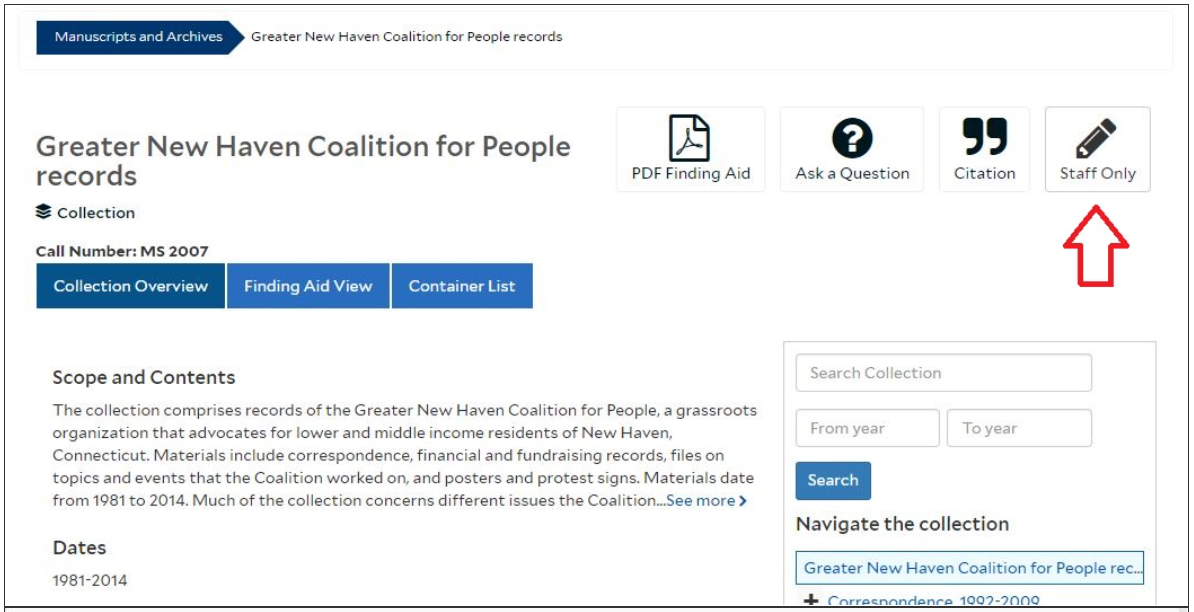 Manuscripts and Archives
Greater New Haven Coalition for People records
Greater New Haven Coalition for People
records
PDF Finding Aid
Ask a Question
Citation
Staff Only
Collection
Call Number: MS 2007
Collection Overview
Finding Aid View
Container List
Scope and Contents
The collection comprises records of the Greater New Haven Coalition for People, a grassroots
organization that advocates for lower and middle income residents of New Haven,
Connecticut. Materials include correspondence, financial and fundraising records, files on
topics and events that the Coalition worked on, and posters and protest signs. Materials date
from 1981 to 2014. Much of the collection concerns different issues the Coalition...See more
Dates
1981-2014
Search Collection
From year
To year
Search
Navigate the collection
Greater New Haven Coalition for People rec...
Correspondence, 1992-2009